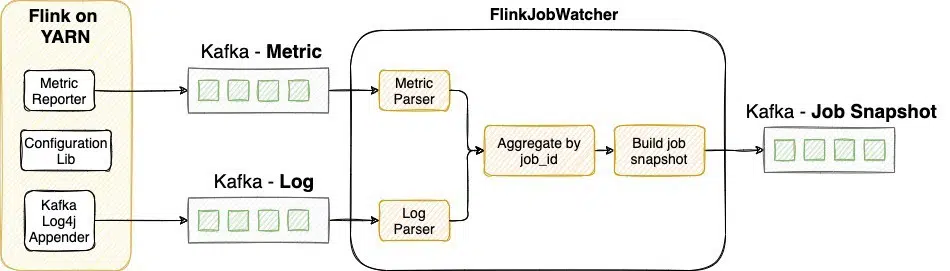 Flink on
YARN
Metric
Reporter
Configuration
Lib
Kafka
Log4j
Appender
Kafka - Metric
Kafka - Log
FlinkJobWatcher
Metric
Parser
Log
Parser
Aggregate by
job_id
Build job
snapshot
Kafka - Job Snapshot